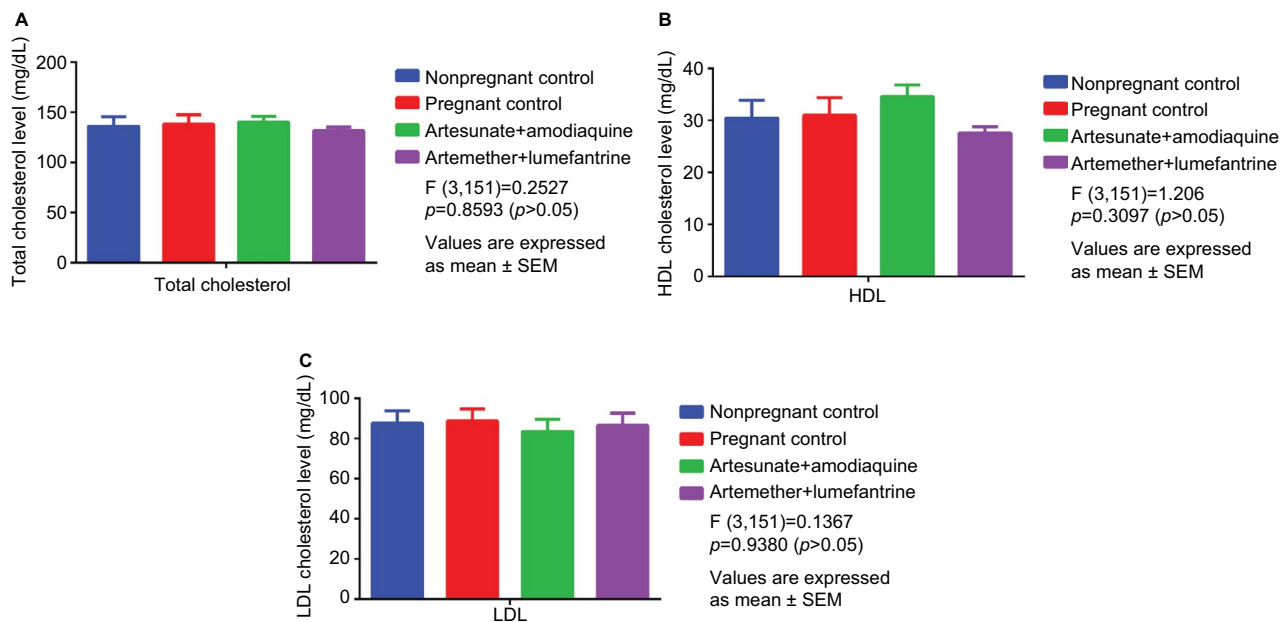 A
Total cholesterol level (mg/dL)
200
150
100
50
0
Total cholesterol
Nonpregnant control
Pregnant control
Artesunate+amodiaquine
Artemether+lumefantrine
F (3,151)=0.2527
p=0.8593 (p>0.05)
Values are expressed
as mean ± SEM
B
HDL cholesterol level (mg/dL)
40
30
20
10
0
HDL
Nonpregnant control
Pregnant control
Artesunate+amodiaquine
Artemether+lumefantrine
F (3,151)=1.206
p=0.3097 (p>0.05)
Values are expressed
as mean ± SEM
C
LDL cholesterol level (mg/dL)
100
80
60
40
20
0
LDL
Nonpregnant control
Pregnant control
Artesunate+amodiaquine
Artemether+lumefantrine
F (3,151)=0.1367
p=0.9380 (p>0.05)
Values are expressed
as mean ± SEM